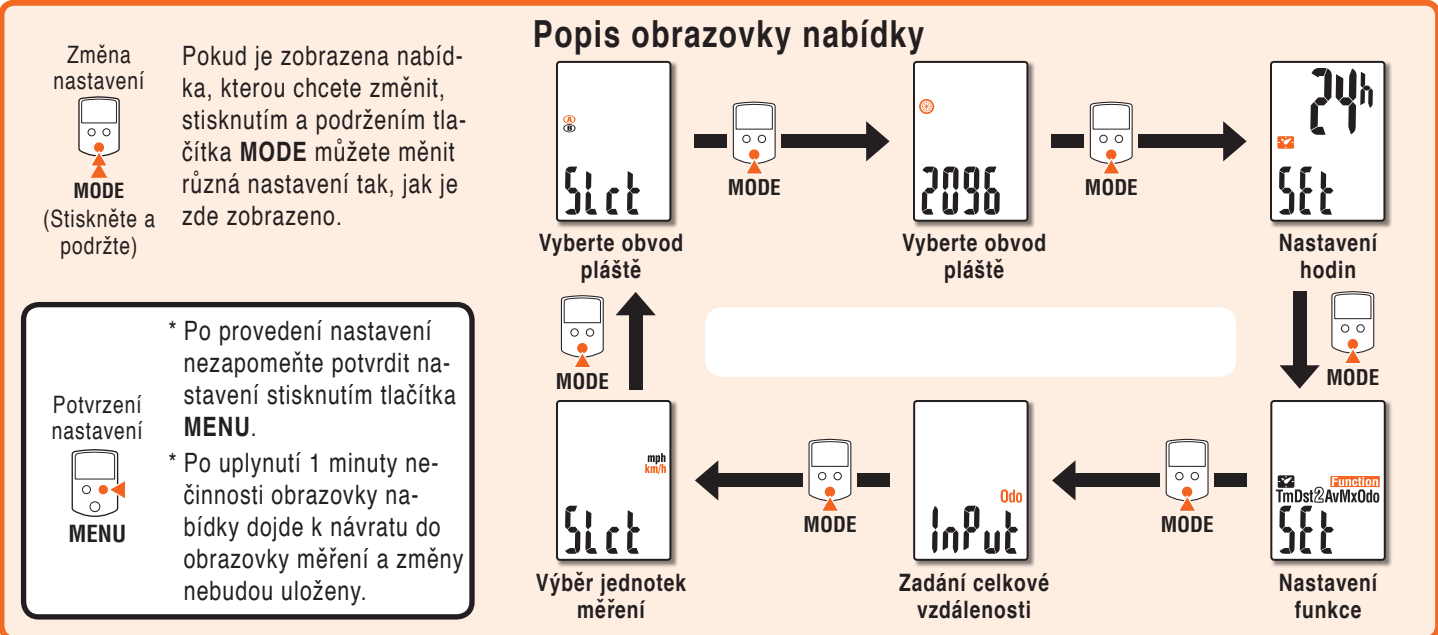 Popis obrazovky nabídky
Změna
nastavení
MODE
(Stiskněte a
podržte)
Pokud je zobrazena nabíd-
ka, kterou chcete změnit,
stisknutím a podržením tla-
čítka MODE můžete měnit
různá nastavení tak, jak je
zde zobrazeno.
Potvrzení
nastavení
MENU
* Po provedení nastavení
nezapomeňte potvrdit na-
stavení stisknutím tlačítka
MENU.
* Po uplynutí 1 minuty ne-
činnosti obrazovky na-
bídky dojde k návratu do
obrazovky měření a změny
nebudou uloženy.
A
B
SLct
Vyberte obvod
pláště
MODE
2096
Vyberte obvod
pláště
MODE
24h
SEt
Nastavení
hodin
MODE
Function
TmDst2AvMxOdo
SEt
Nastavení
funkce
MODE
Odo
inPut
Zadání celkové
vzdálenosti
MODE
mph
km/h
SLct
Výběr jednotek
měření
MODE